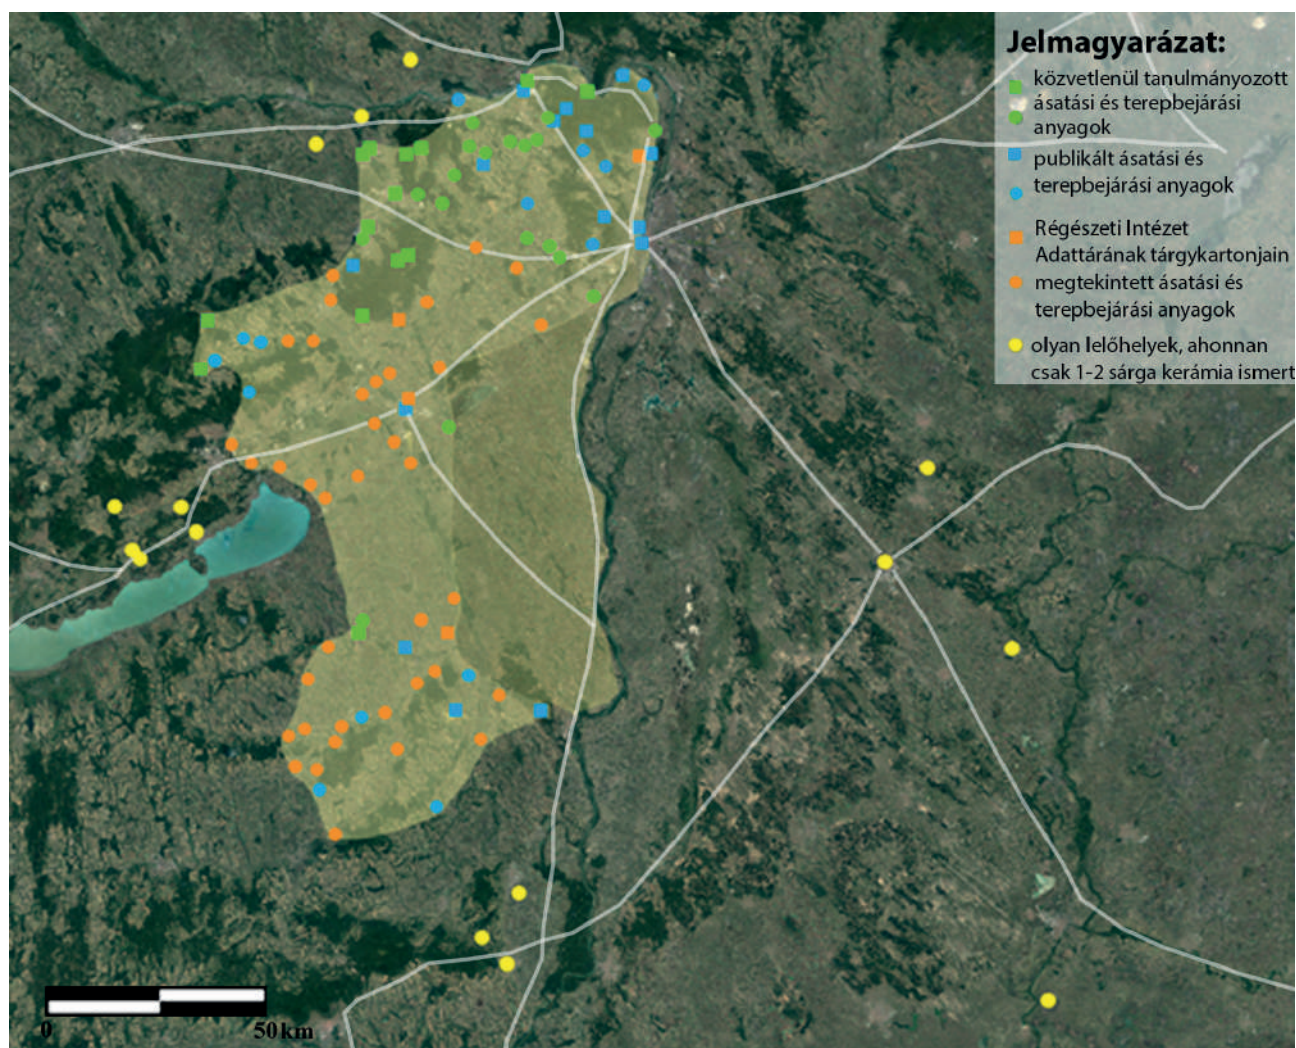 Jelmagyarázat:
közvetlenül tanulmányozott
ásatási és terepbejárási
anyagok
publikált ásatási és
terepbejárási anyagok
Régészeti Intézet
Adattárának tárgykartonjain
megtekintett ásatási és
terepbejárási anyagok
olyan lelőhelyek, ahonnan
csak 1-2 sárga kerámia ismert
0 50 km